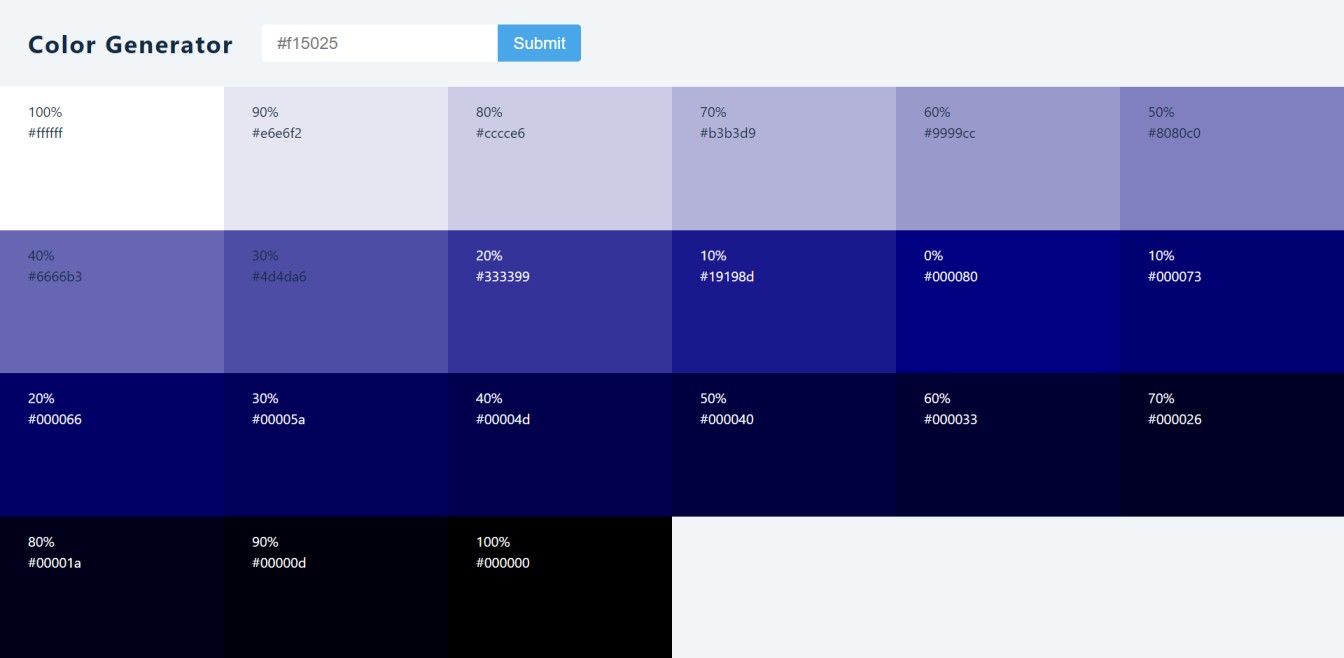 Color Generator
#f15025
Submit
100%
#ffffff
90%
#e6e6f2
80%
#cccce6
70%
#b3b3d9
60%
#9999cc
50%
#8080c0
40%
#6666b3
30%
#4d4da6
20%
#333399
10%
#19198d
0%
#000080
10%
#000073
20%
#000066
30%
#00005a
40%
#00004d
50%
#000040
60%
#000033
70%
#000026
80%
#00001a
90%
#00000d
100%
#000000